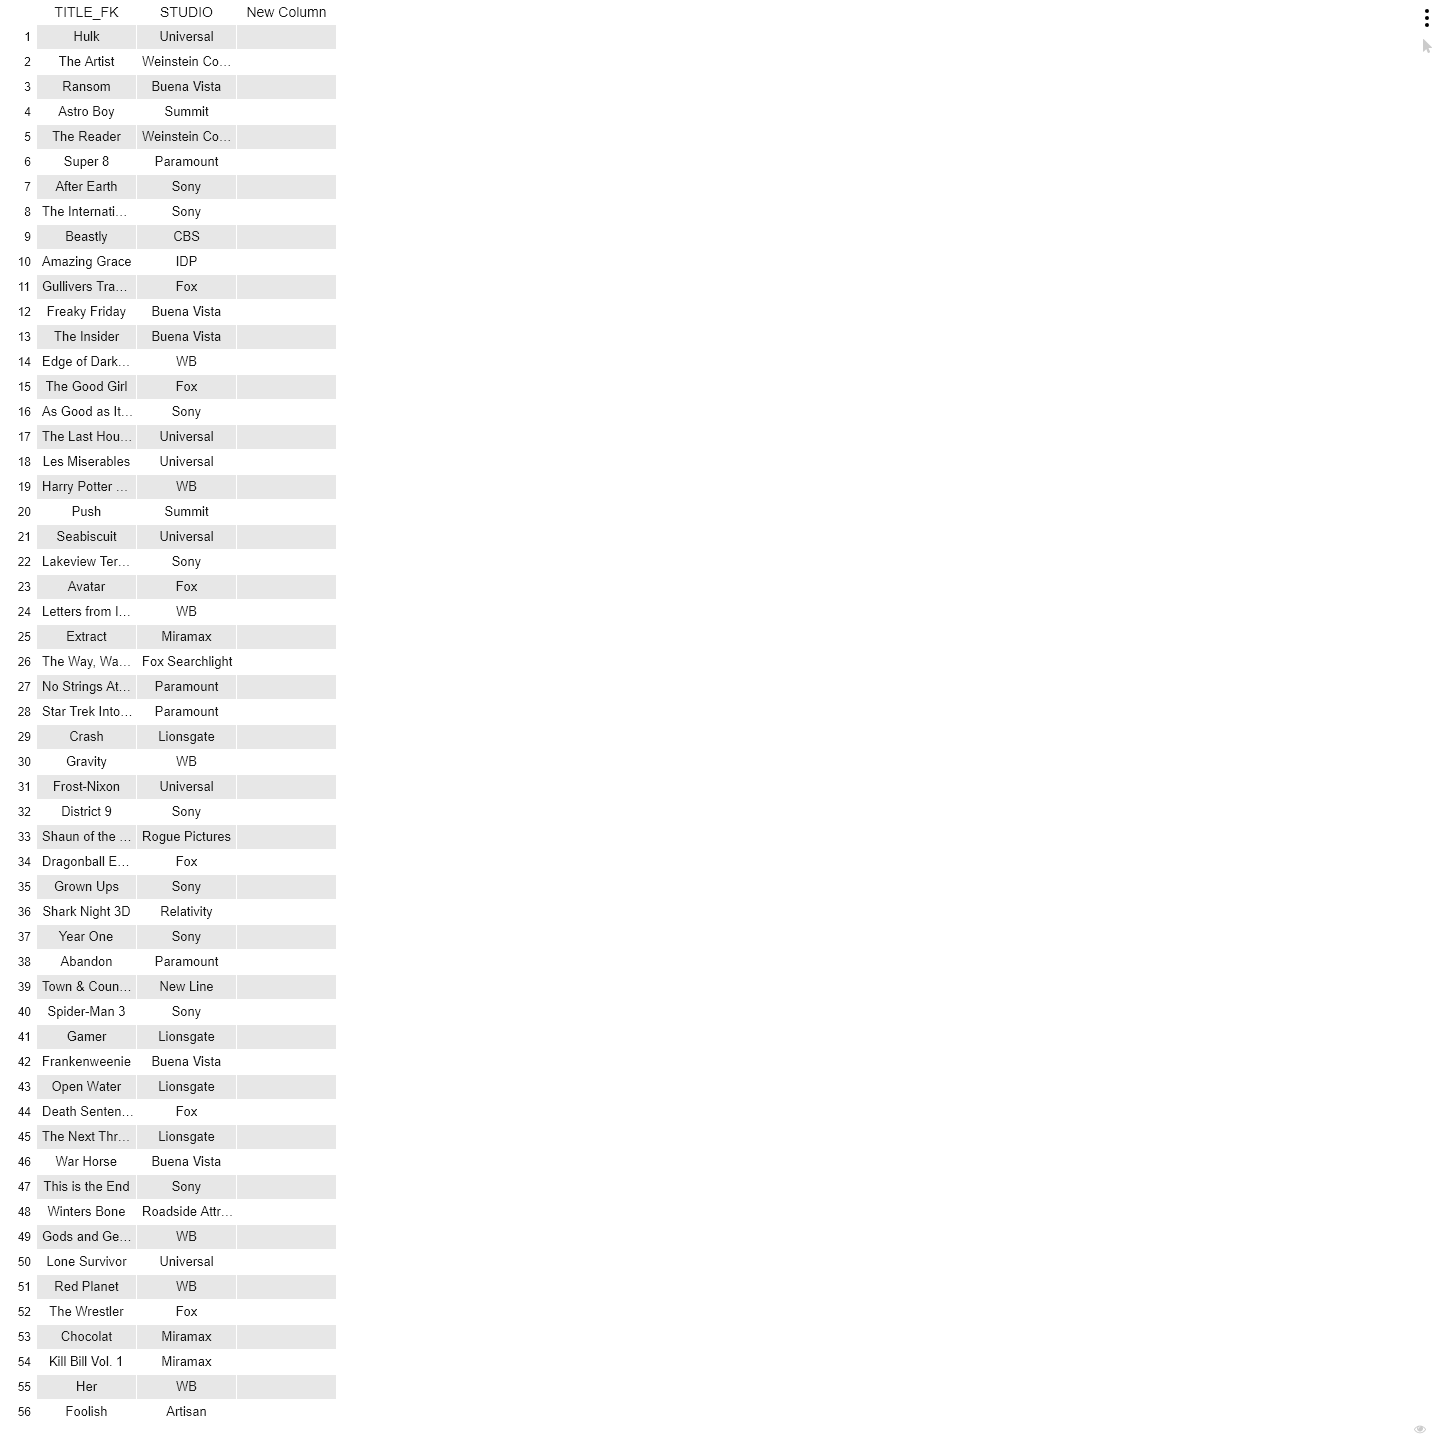 TITLE_FK STUDIO New Column
1 Hulk Universal
2 The Artist Weinstein Co...
3 Ransom Buena Vista
4 Astro Boy Summit
5 The Reader Weinstein Co...
6 Super 8 Paramount
7 After Earth Sony
8 The Internati... Sony
9 Beastly CBS
10 Amazing Grace IDP
11 Gullivers Tra... Fox
12 Freaky Friday Buena Vista
13 The Insider Buena Vista
14 Edge of Dark... WB
15 The Good Girl Fox
16 As Good as It... Sony
17 The Last Hou... Universal
18 Les Miserables Universal
19 Harry Potter ... WB
20 Push Summit
21 Seabiscuit Universal
22 Lakeview Ter... Sony
23 Avatar Fox
24 Letters from I... WB
25 Extract Miramax
26 The Way, Wa... Fox Searchlight
27 No Strings At... Paramount
28 Star Trek Into... Paramount
29 Crash Lionsgate
30 Gravity WB
31 Frost-Nixon Universal
32 District 9 Sony
33 Shaun of the ... Rogue Pictures
34 Dragonball E... Fox
35 Grown Ups Sony
36 Shark Night 3D Relativity
37 Year One Sony
38 Abandon Paramount
39 Town & Coun... New Line
40 Spider-Man 3 Sony
41 Gamer Lionsgate
42 Frankenweenie Buena Vista
43 Open Water Lionsgate
44 Death Senten... Fox
45 The Next Thr... Lionsgate
46 War Horse Buena Vista
47 This is the End Sony
48 Winters Bone Roadside Attr...
49 Gods and Ge... WB
50 Lone Survivor Universal
51 Red Planet WB
52 The Wrestler Fox
53 Chocolat Miramax
54 Kill Bill Vol. 1 Miramax
55 Her WB
56 Foolish Artisan